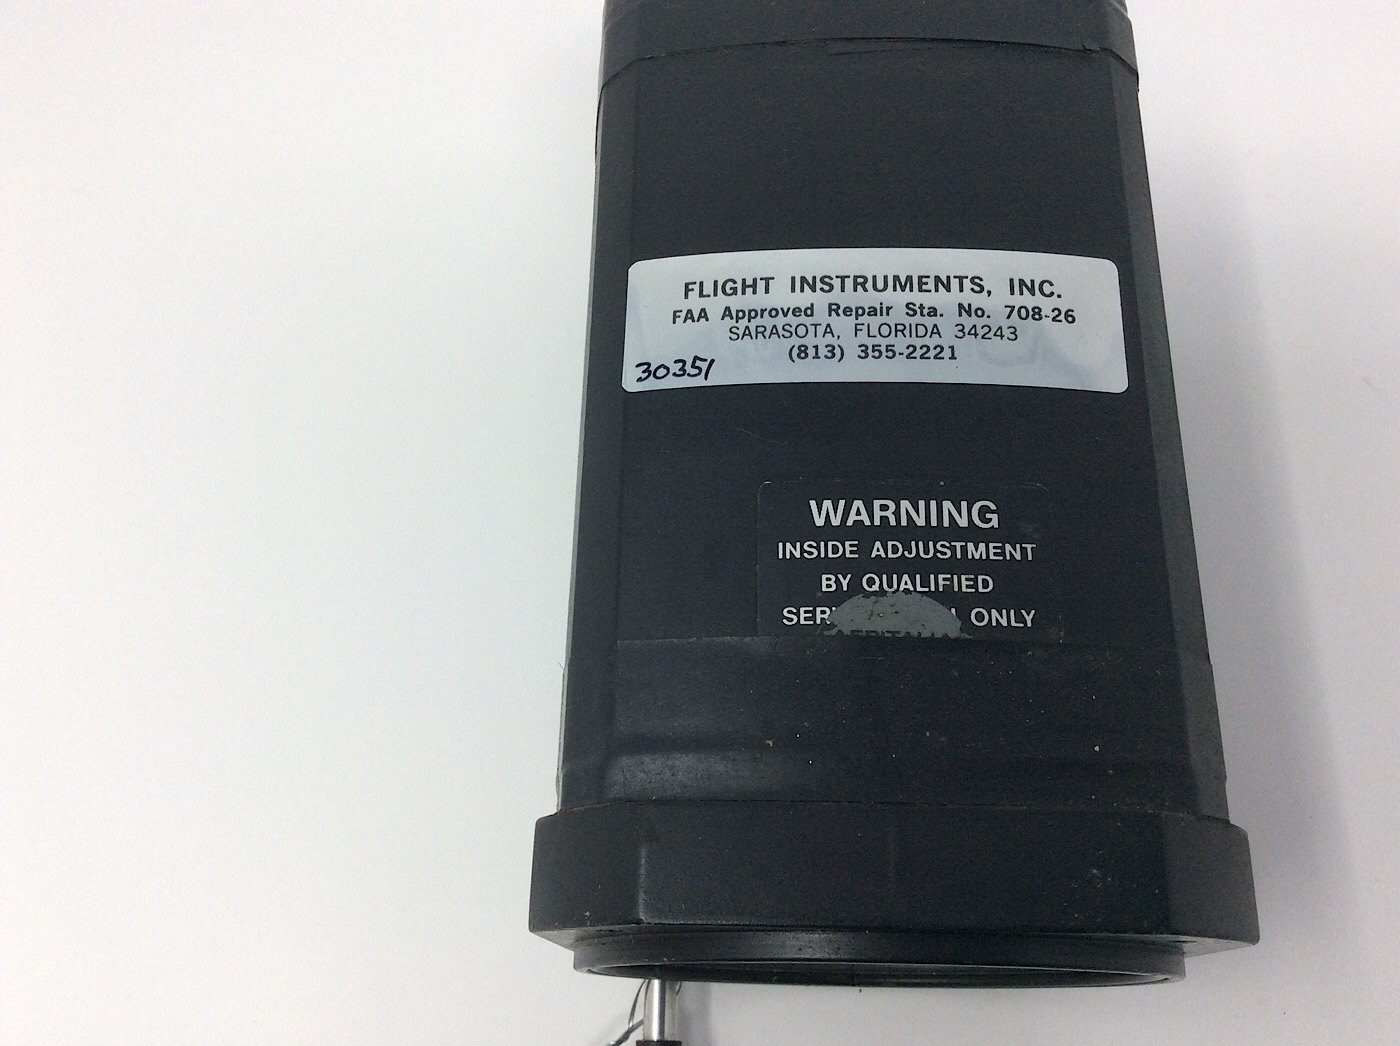 FLIGHT INSTRUMENTS, INC.
FAA Approved Repair Sta. No. 708-26
SARASOTA, FLORIDA 34243
(813) 355-2221
30351
WARNING
INSIDE ADJUSTMENT
BY QUALIFIED
ONLY